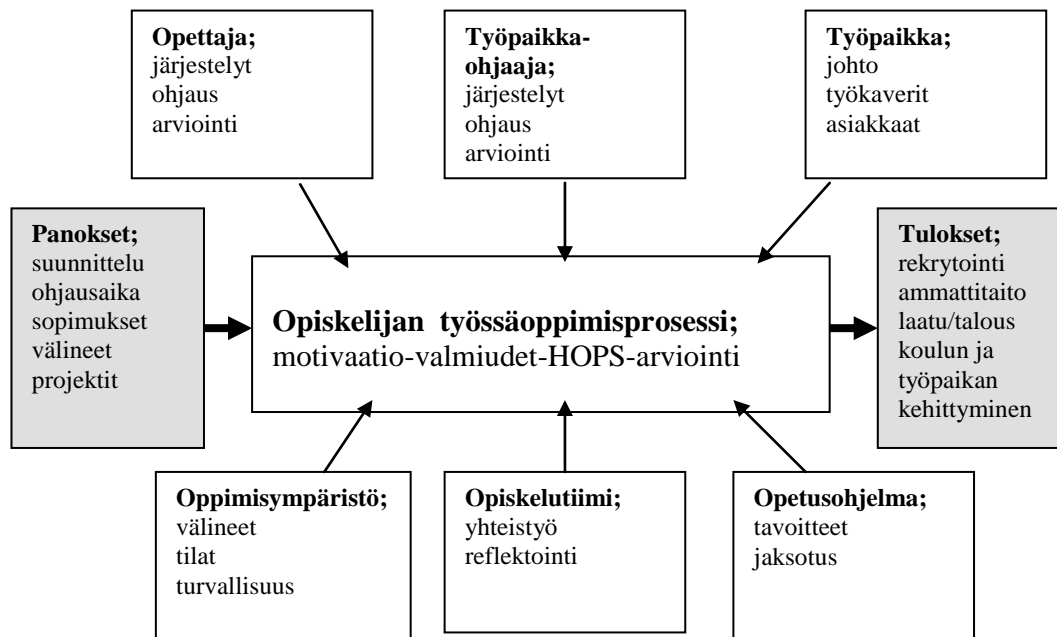 Opettaja;
järjestelyt
ohjaus
arviointi
Työpaikka-
ohjaaja;
järjestelyt
ohjaus
arviointi
Työpaikka;
johto
työkaverit
asiakkaat
Panokset;
suunnittelu
ohjausaika
sopimukset
välineet
projektit
Opiskelijan työssäoppimisprosessi;
motivaatio-valmiudet-HOPS-arviointi
Tulokset;
rekrytointi
ammattitaito
laatu/talous
koulun ja
työpaikan
kehittyminen
Oppimisympäristö;
välineet
tilat
turvallisuus
Opiskelutiimi;
yhteistyö
reflektointi
Opetusohjelma;
tavoitteet
jaksotus